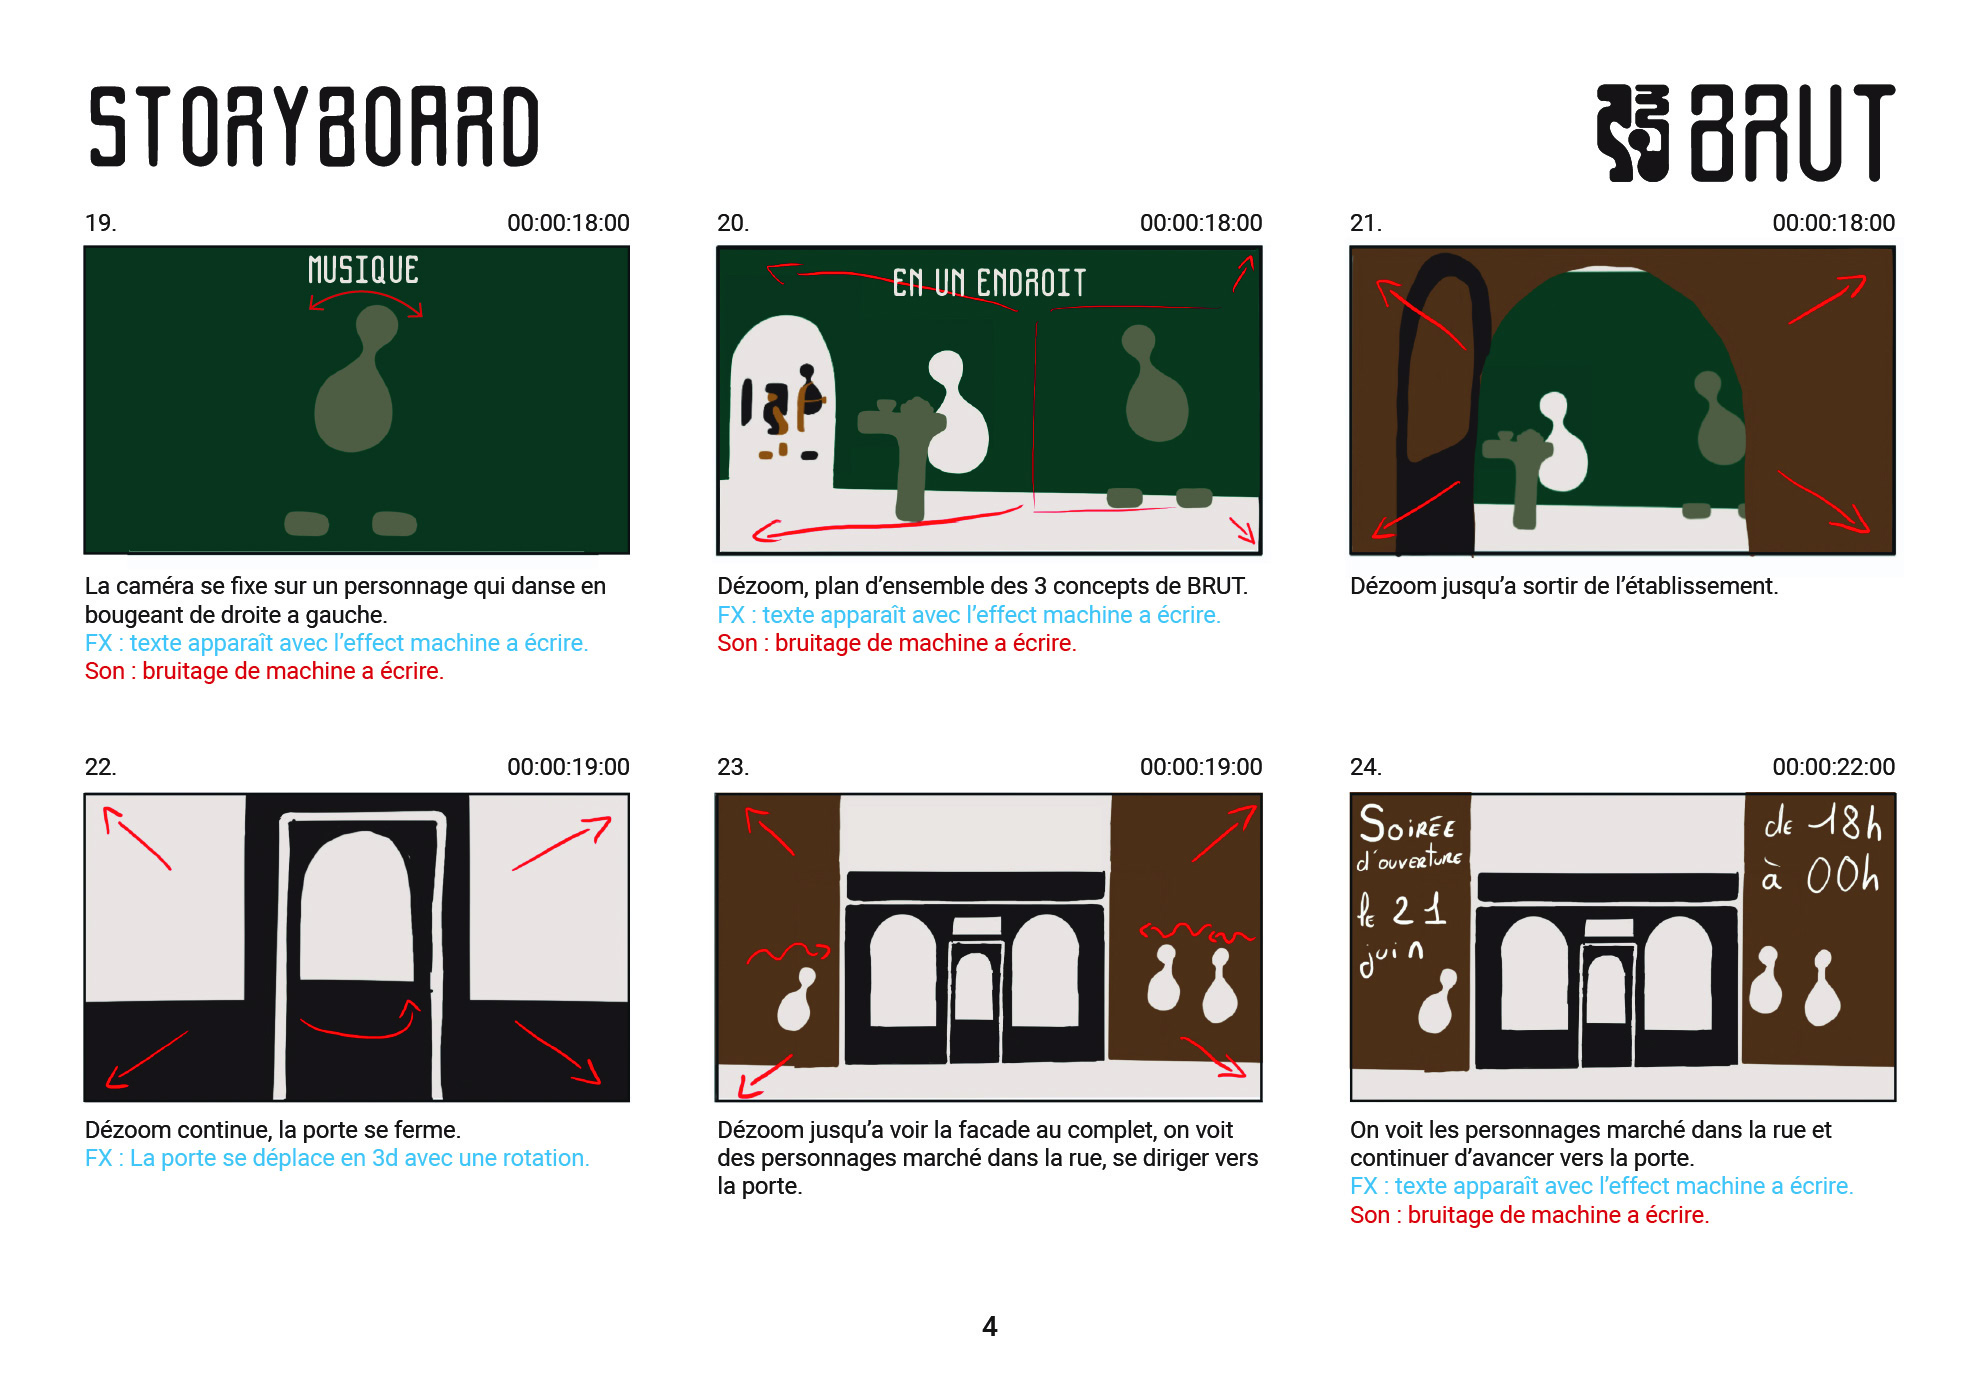 STORYBOARD
BRUT
19.
00:00:18:00
MUSIQUE
La caméra se fixe sur un personnage qui danse en
bougeant de droite a gauche.
FX : texte apparaît avec l’effect machine a écrire.
Son : bruitage de machine a écrire.
20.
00:00:18:00
EN UN ENDROIT
Dézoom, plan d’ensemble des 3 concepts de BRUT.
FX : texte apparaît avec l’effect machine a écrire.
Son : bruitage de machine a écrire.
21.
00:00:18:00
Dézoom jusqu’a sortir de l’établissement.
22.
00:00:19:00
Dézoom continue, la porte se ferme.
FX : La porte se déplace en 3d avec une rotation.
23.
00:00:19:00
Dézoom jusqu’a voir la facade au complet, on voit
des personnages marché dans la rue, se diriger vers
la porte.
24.
00:00:22:00
SOIRÉE
d'ouverture
le 21
juin
de 18h
à 00h
On voit les personnages marché dans la rue et
continuer d’avancer vers la porte.
FX : texte apparaît avec l’effect machine a écrire.
Son : bruitage de machine a écrire.
4